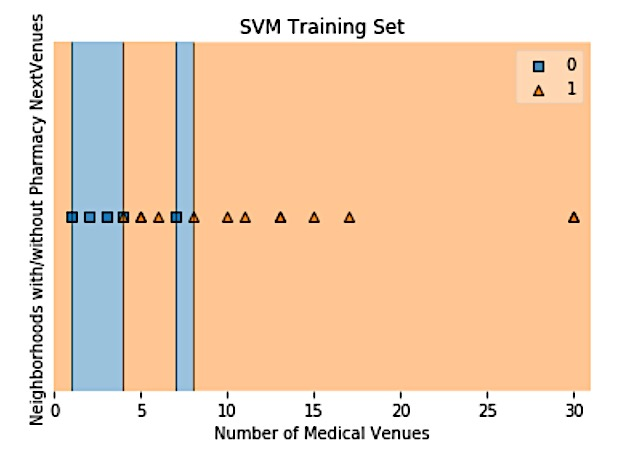 SVM Training Set
Neighborhoods with/without Pharmacy NextVenues
0
1
0 5 10 15 20 25 30
Number of Medical Venues